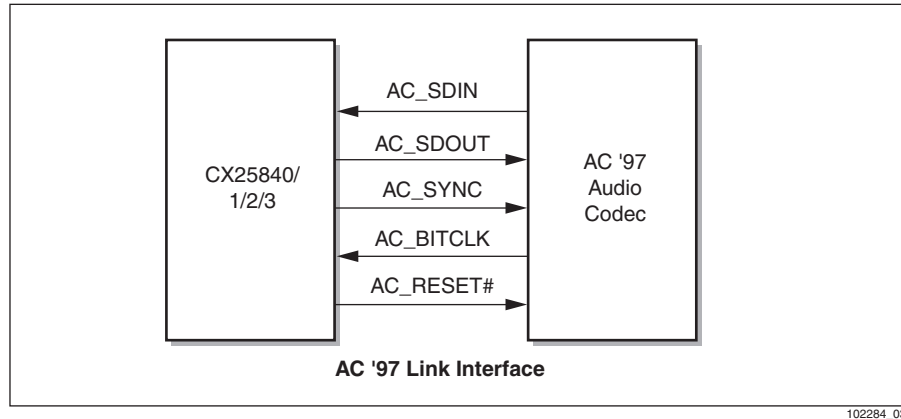 AC_SDIN
AC_SDOUT
CX25840/
1/2/3
AC_SYNC
AC '97
Audio
Codec
AC_BITCLK
AC_RESET#
AC '97 Link Interface